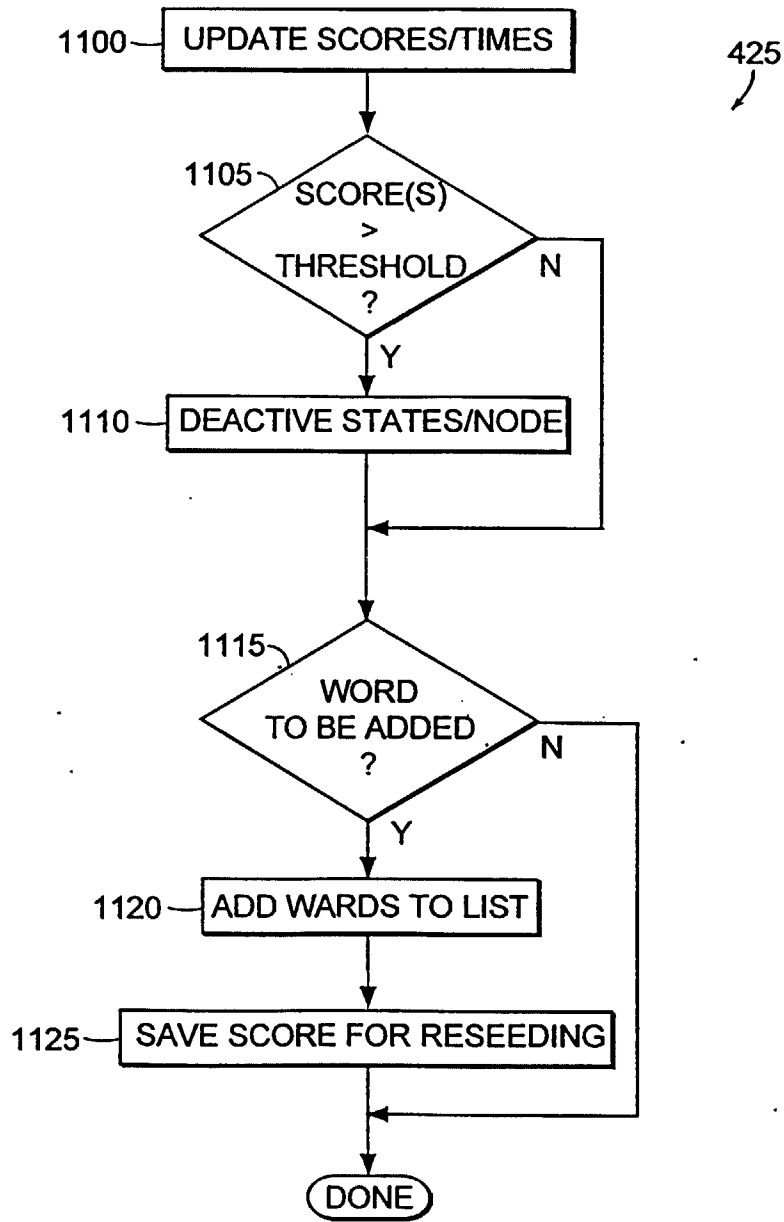 1100 UPDATE SCORES/TIMES
425
1105
SCORE(S)
>
THRESHOLD
?
N
Y
1110 DEACTIVE STATES/NODE
1115
WORD
TO BE ADDED
?
N
Y
1120 ADD WARDS TO LIST
1125 SAVE SCORE FOR RESEEDING
DONE